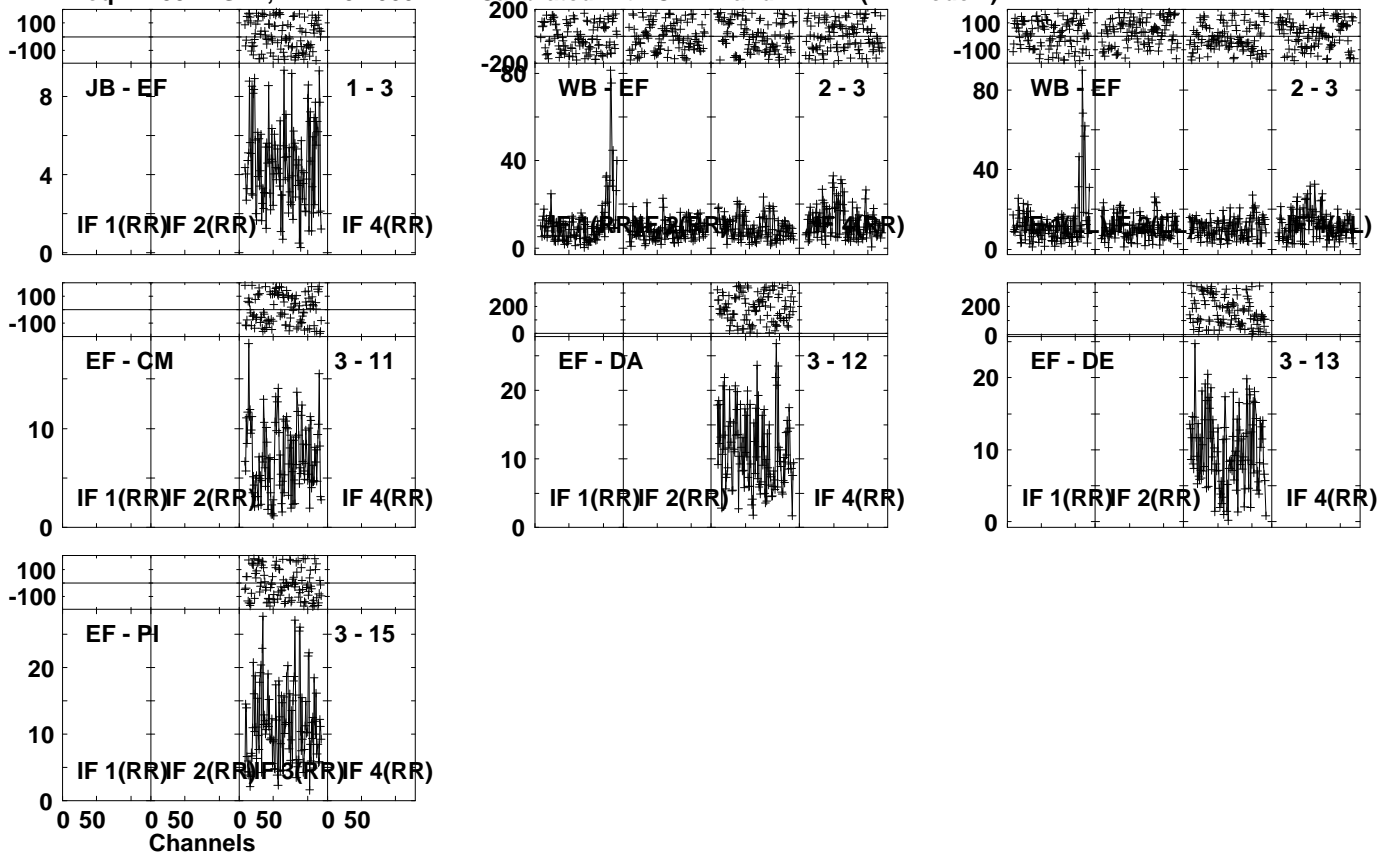 100
-100
JB - EF
1 - 3
8
4
0
IF 1(RR)
IF 2(RR)
IF 4(RR)
200
-200
80
WB - EF
2 - 3
40
0
IF 4(RR)
100
-100
WB - EF
2 - 3
80
40
0
100
-100
EF - CM
3 - 11
10
0
IF 1(RR)
IF 2(RR)
IF 4(RR)
200
0
EF - DA
3 - 12
20
10
0
IF 1(RR)
IF 2(RR)
IF 4(RR)
200
0
EF - DE
3 - 13
20
10
0
IF 1(RR)
IF 2(RR)
IF 4(RR)
100
-100
EF - PI
3 - 15
20
10
0
IF 1(RR)
IF 2(RR)
IF 3(RR)
IF 4(RR)
0 50
0 50
0 50
0 50
Channels